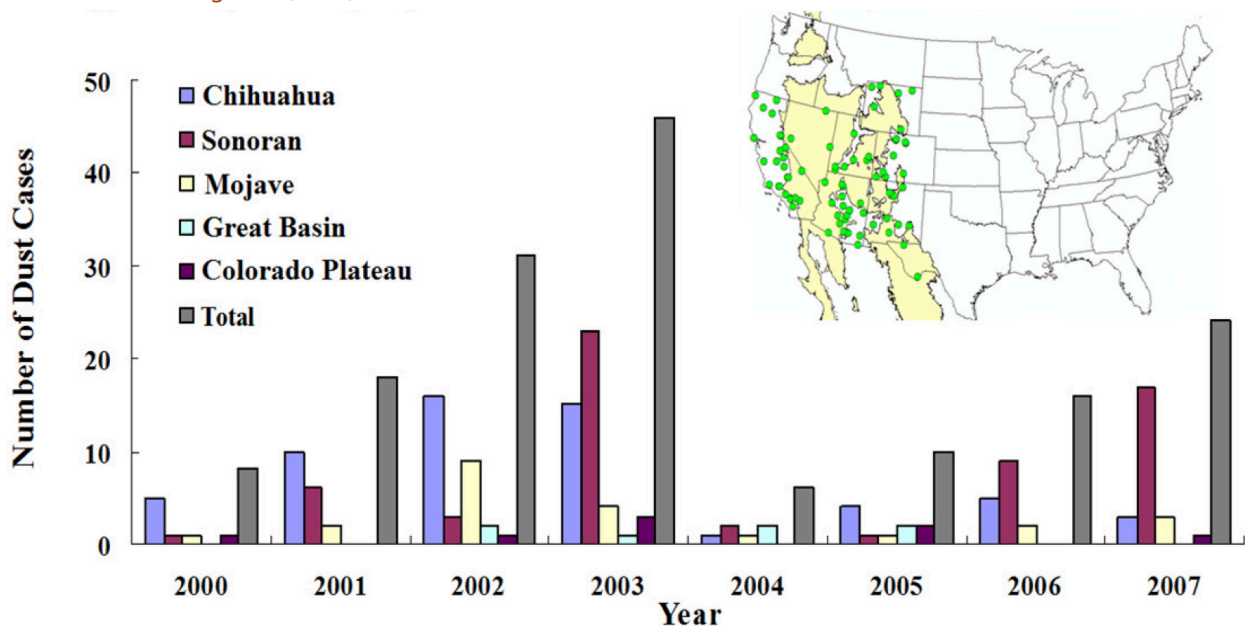 50
40
30
20
10
0
Number of Dust Cases
Chihuahua
Sonoran
Mojave
Great Basin
Colorado Plateau
Total
2000 2001 2002 2003 2004 2005 2006 2007
Year